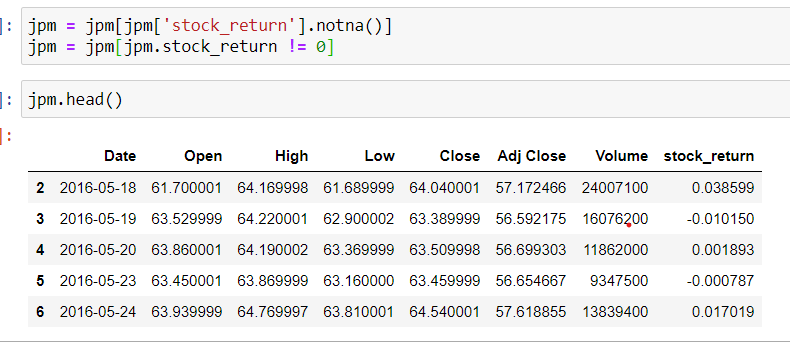 ]: jpm = jpm[jpm['stock_return'].notna()]
jpm = jpm[jpm.stock_return != 0]
]: jpm.head()
]:
Date Open High Low Close Adj Close Volume stock_return
2 2016-05-18 61.700001 64.169998 61.689999 64.040001 57.172466 24007100 0.038599
3 2016-05-19 63.529999 64.220001 62.900002 63.389999 56.592175 16076200 -0.010150
4 2016-05-20 63.860001 64.190002 63.369999 63.509998 56.699303 11862000 0.001893
5 2016-05-23 63.450001 63.869999 63.160000 63.459999 56.654667 9347500 -0.000787
6 2016-05-24 63.939999 64.769997 63.810001 64.540001 57.618855 13839400 0.017019